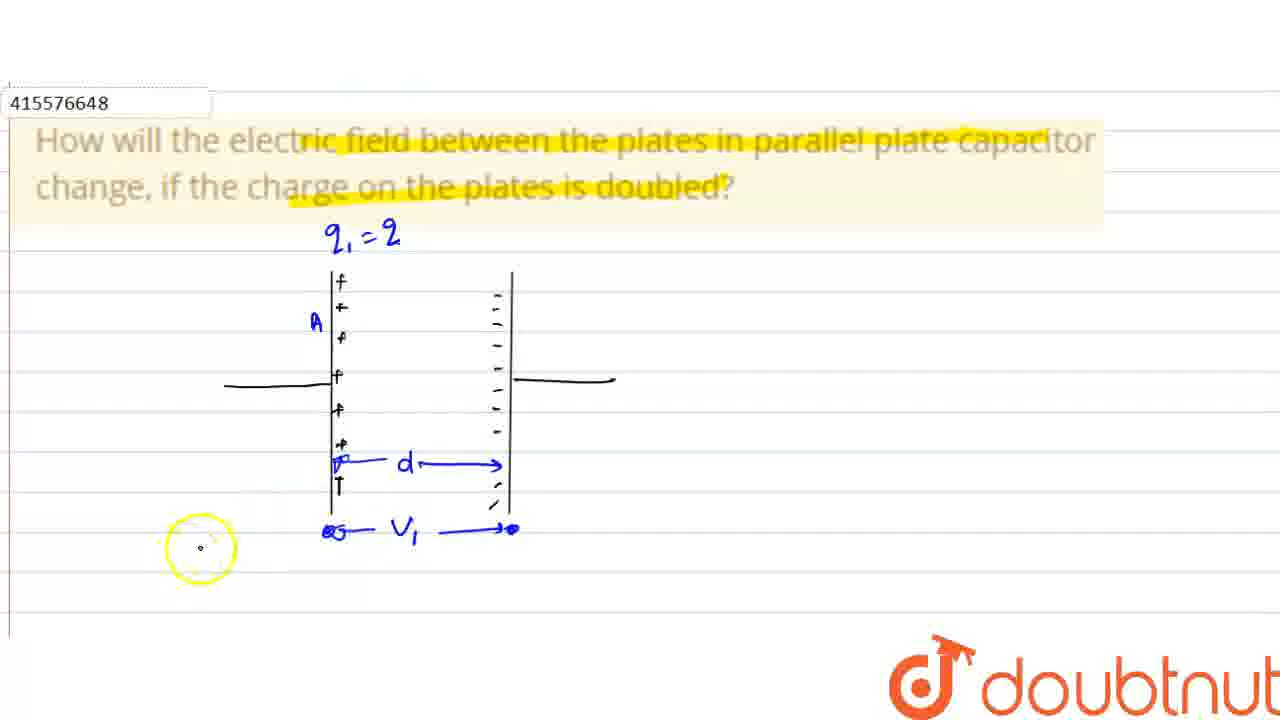 415576648
How will the electric field between the plates in parallel plate capacitor
change, if the charge on the plates is doubled?
q₁ = q
A
d
V₁
doubtnut